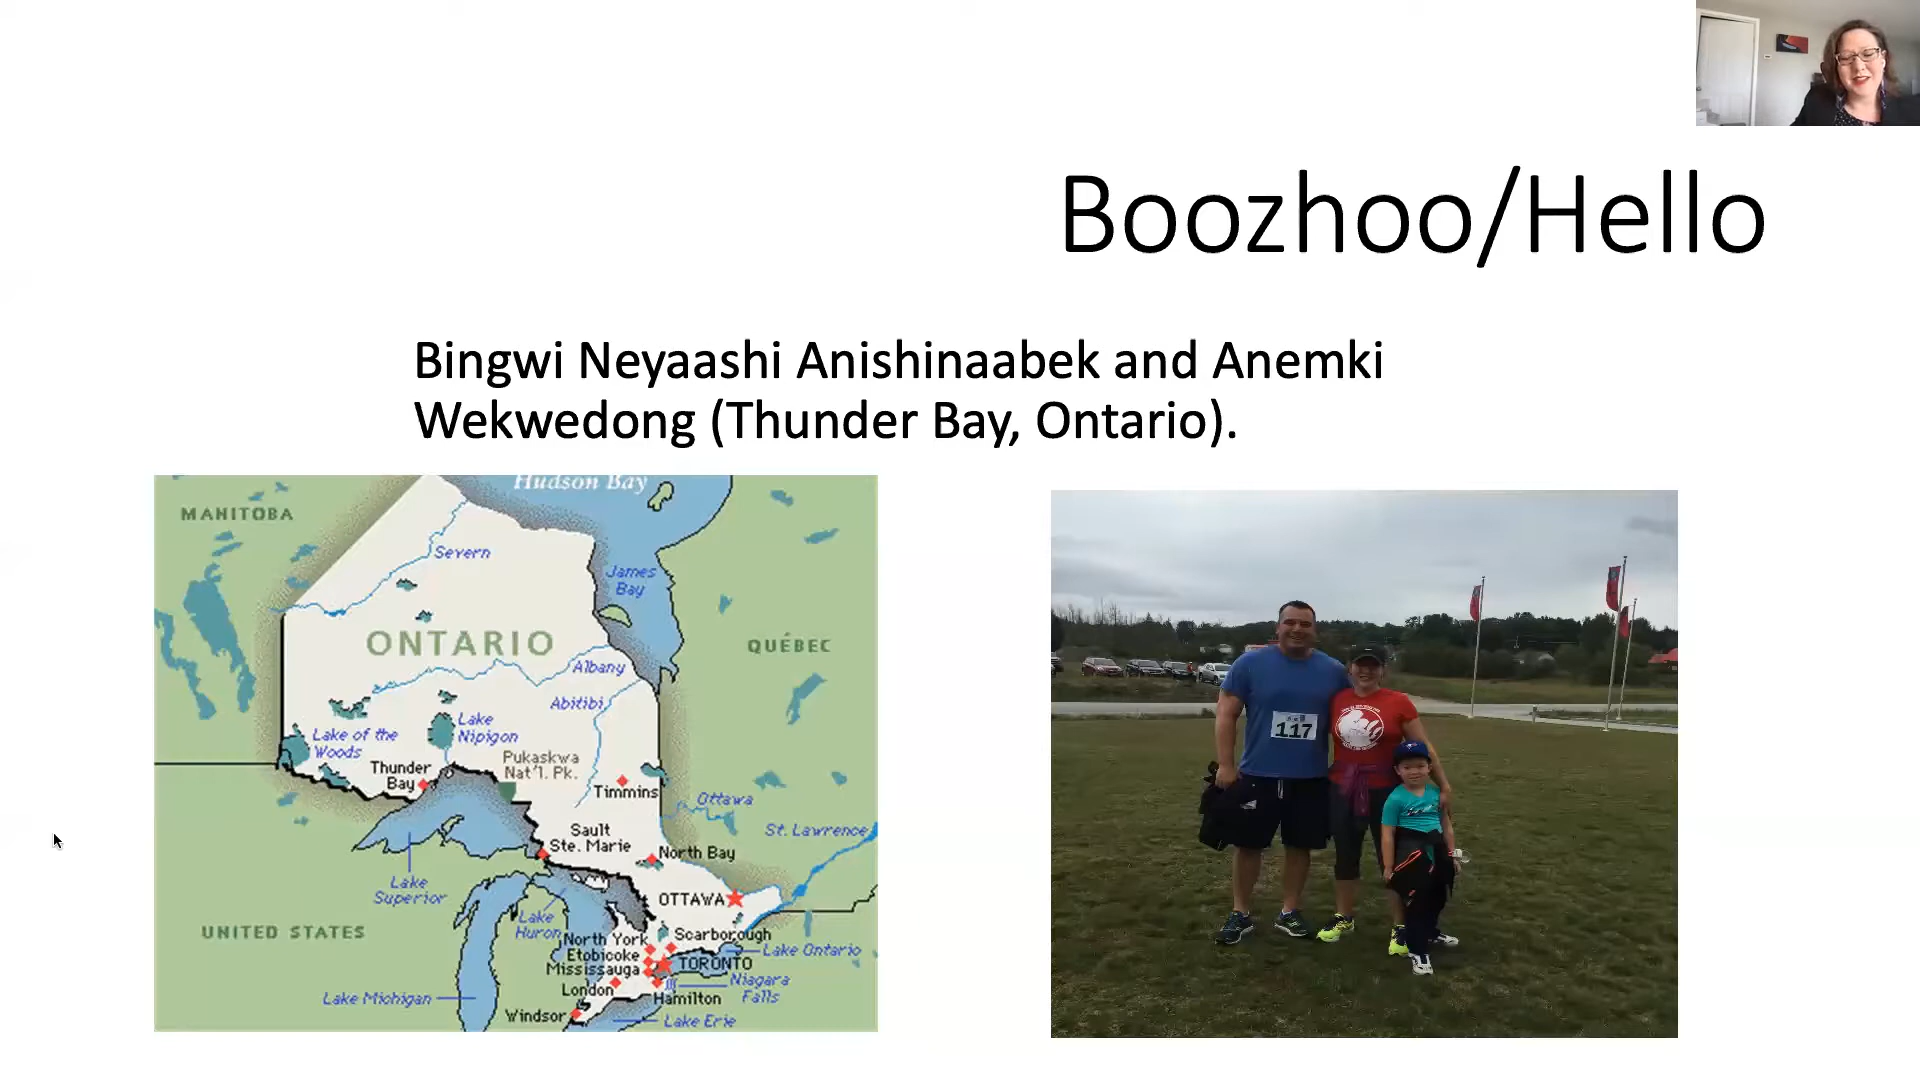 Boozhoo/Hello
Bingwi Neyaashi Anishinaabek and Anemki
Wekwedong (Thunder Bay, Ontario).
Hudson Bay
MANITOBA
Severn
James
Bay
ONTARIO
QUÉBEC
Albany
Abitibi
Lake
Nipigon
Lake of the
Woods
Pukaskwa
Nat'l. Pk.
Thunder
Bay
Timmins
Ottawa
St. Lawrence
Sault
Ste. Marie
North Bay
Lake
Superior
OTTAWA
Lake
Huron
UNITED STATES
Scarborough
North York
Lake Ontario
Etobicoke
TORONTO
Mississauga
Niagara
Falls
London
Hamilton
Lake Michigan
Windsor
Lake Erie
117